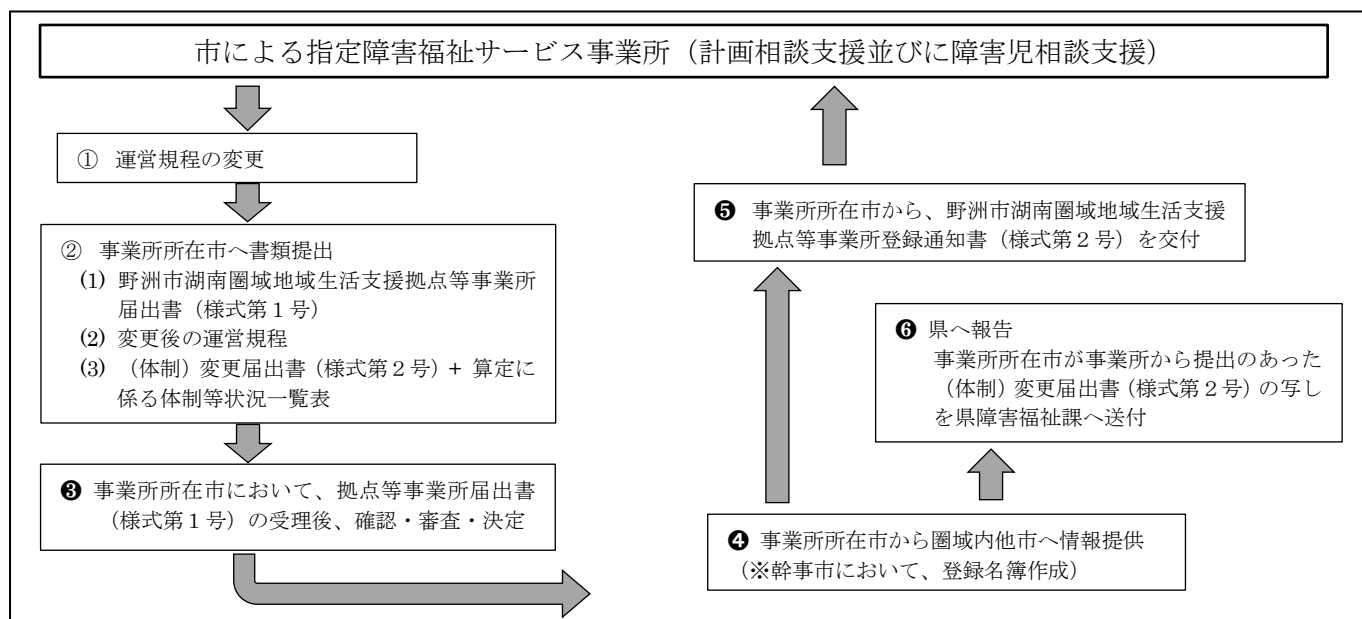 市による指定障害福祉サービス事業所（計画相談支援並びに障害児相談支援）
① 運営規程の変更
② 事業所所在市へ書類提出
(1) 野洲市湖南圏域地域生活支援拠点等事業所
届出書（様式第１号）
(2) 変更後の運営規程
(3) （体制）変更届出書（様式第２号）+ 算定に
係る体制等状況一覧表
❸ 事業所所在市において、拠点等事業所届出書
（様式第１号）の受理後、確認・審査・決定
❹ 事業所所在市から圏域内他市へ情報提供
（※幹事市において、登録名簿作成）
❺ 事業所所在市から、野洲市湖南圏域地域生活支援
拠点等事業所登録通知書（様式第２号）を交付
❻ 県へ報告
事業所所在市が事業所から提出のあった
（体制）変更届出書（様式第２号）の写し
を県障害福祉課へ送付